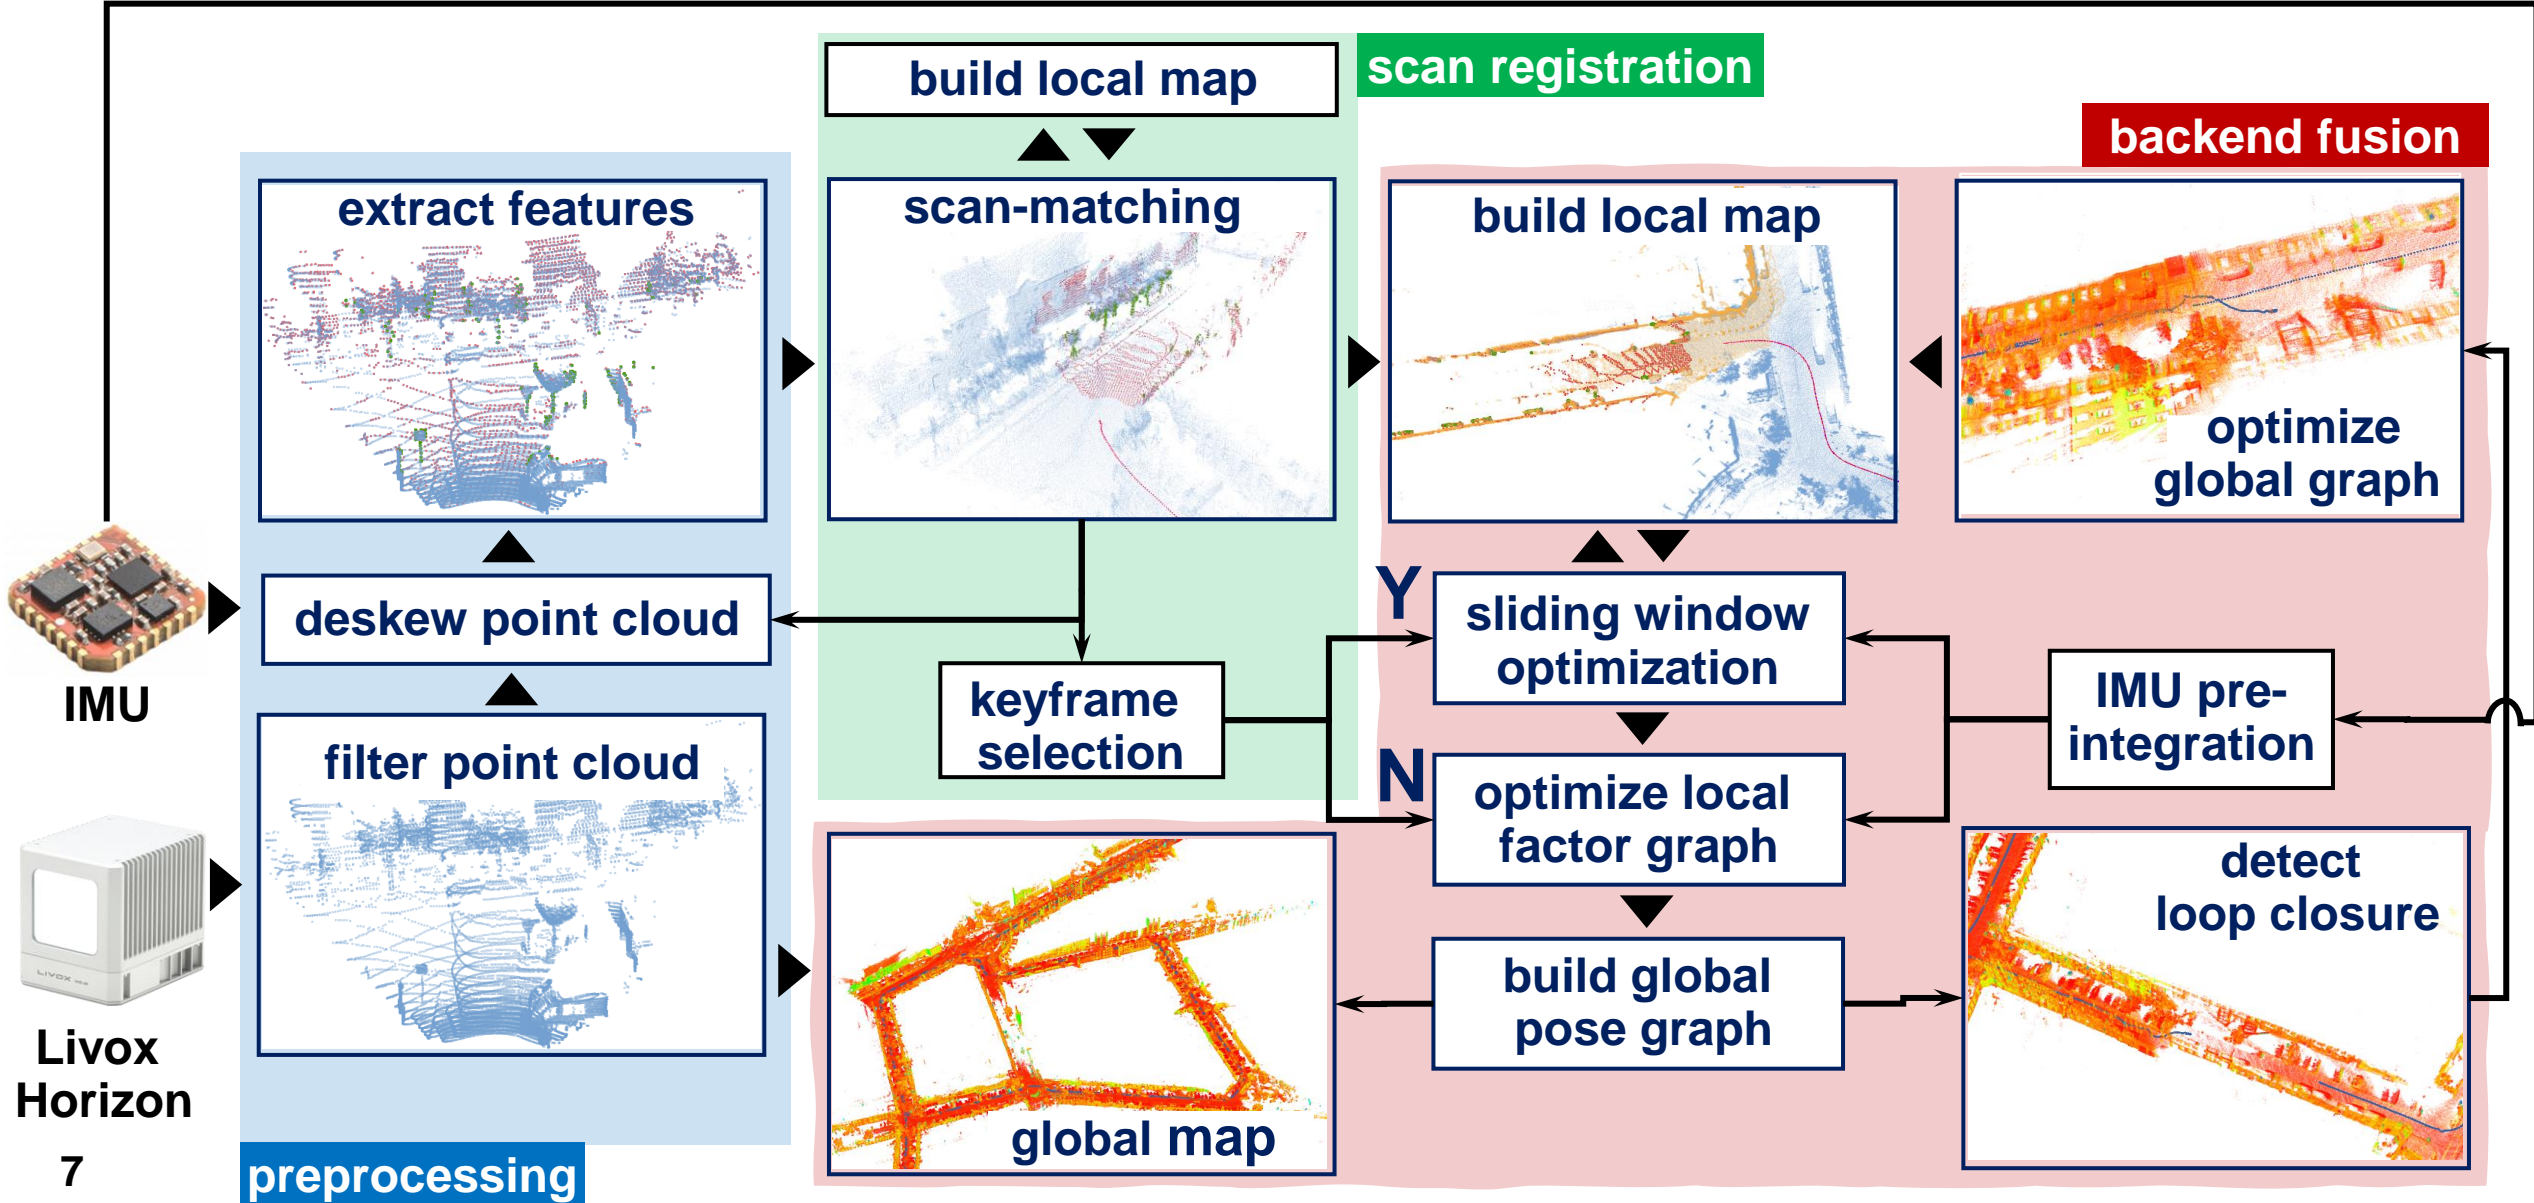 build local map
scan registration
backend fusion
extract features
scan-matching
build local map
optimize
global graph
Y
sliding window
optimization
deskew point cloud
IMU
keyframe
selection
IMU pre-
integration
N
optimize local
factor graph
filter point cloud
LIVOX
detect
loop closure
build global
pose graph
Livox
Horizon
global map
7
preprocessing